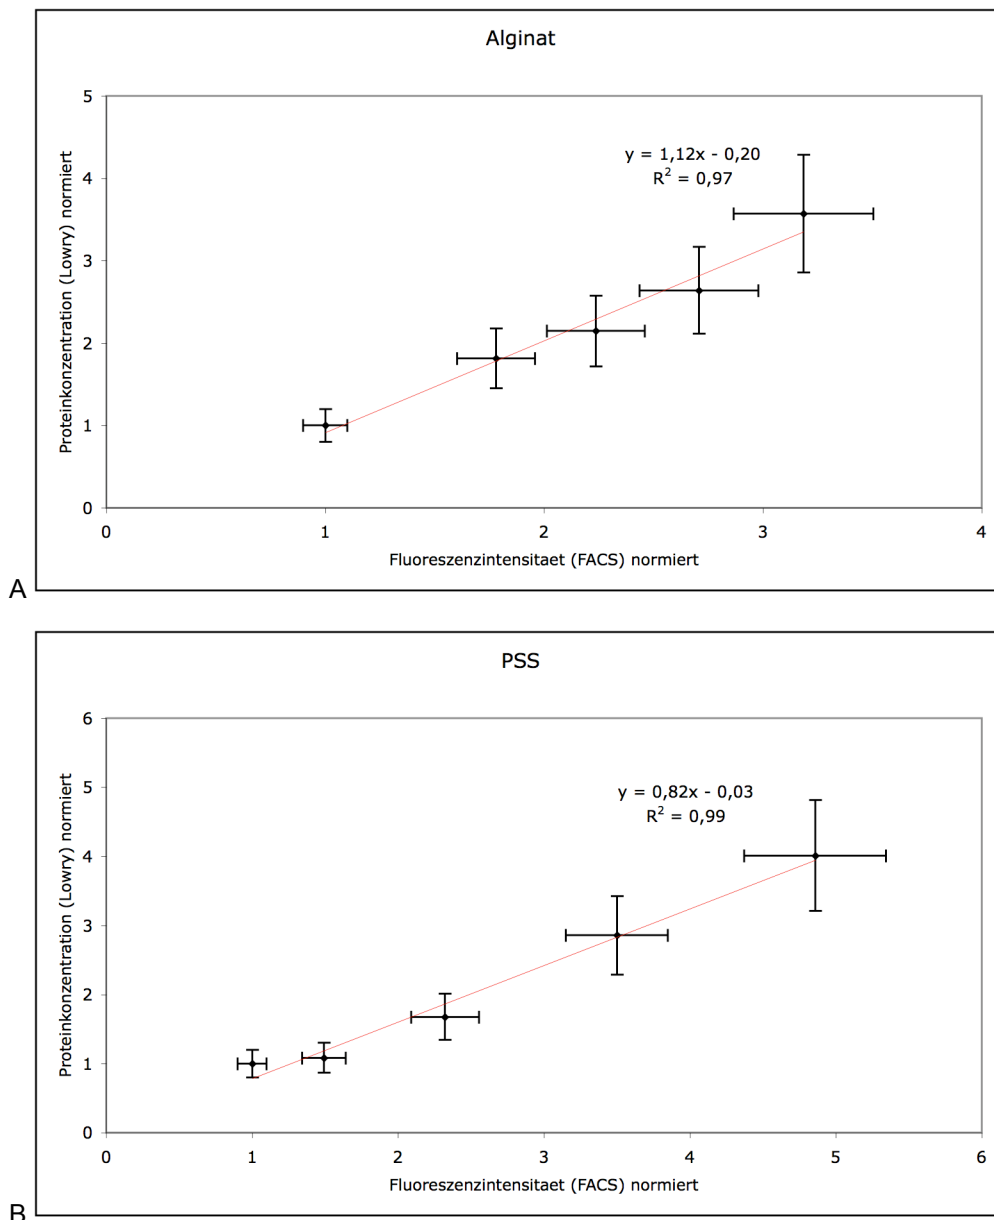 Alginat
5
y = 1,12x - 0,20
R² = 0,97
4
3
2
1
0
Proteinkonzentration (Lowry) normiert
0 1 2 3 4
Fluoreszenzintensitaet (FACS) normiert
A
PSS
6
5
y = 0,82x - 0,03
R² = 0,99
4
3
2
1
0
Proteinkonzentration (Lowry) normiert
0 1 2 3 4 5 6
Fluoreszenzintensitaet (FACS) normiert
B